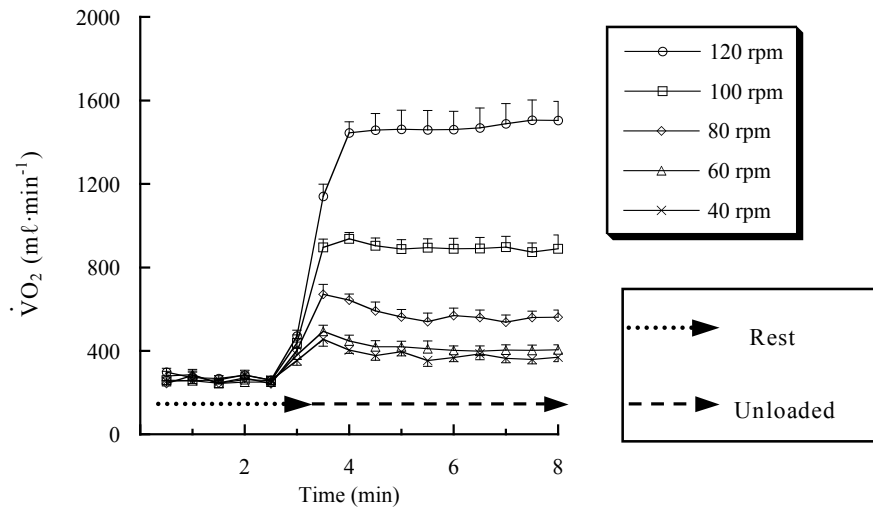 2000
1600
1200
800
400
0
V̇O₂ (mℓ·min⁻¹)
2
4
6
8
Time (min)
120 rpm
100 rpm
80 rpm
60 rpm
40 rpm
Rest
Unloaded